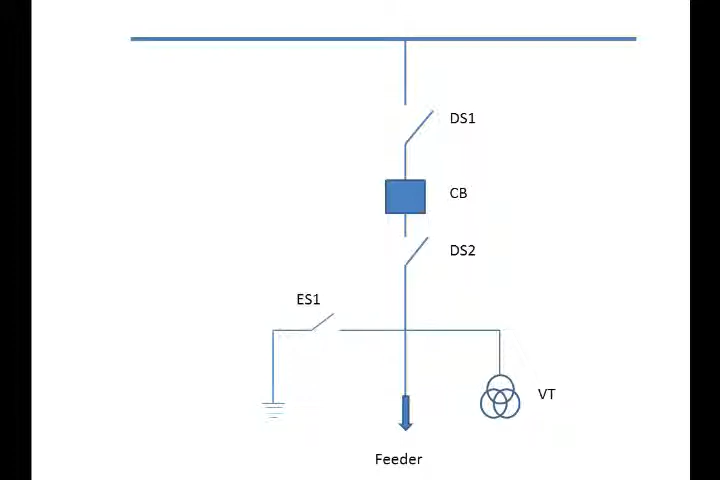 DS1
CB
DS2
ES1
VT
Feeder